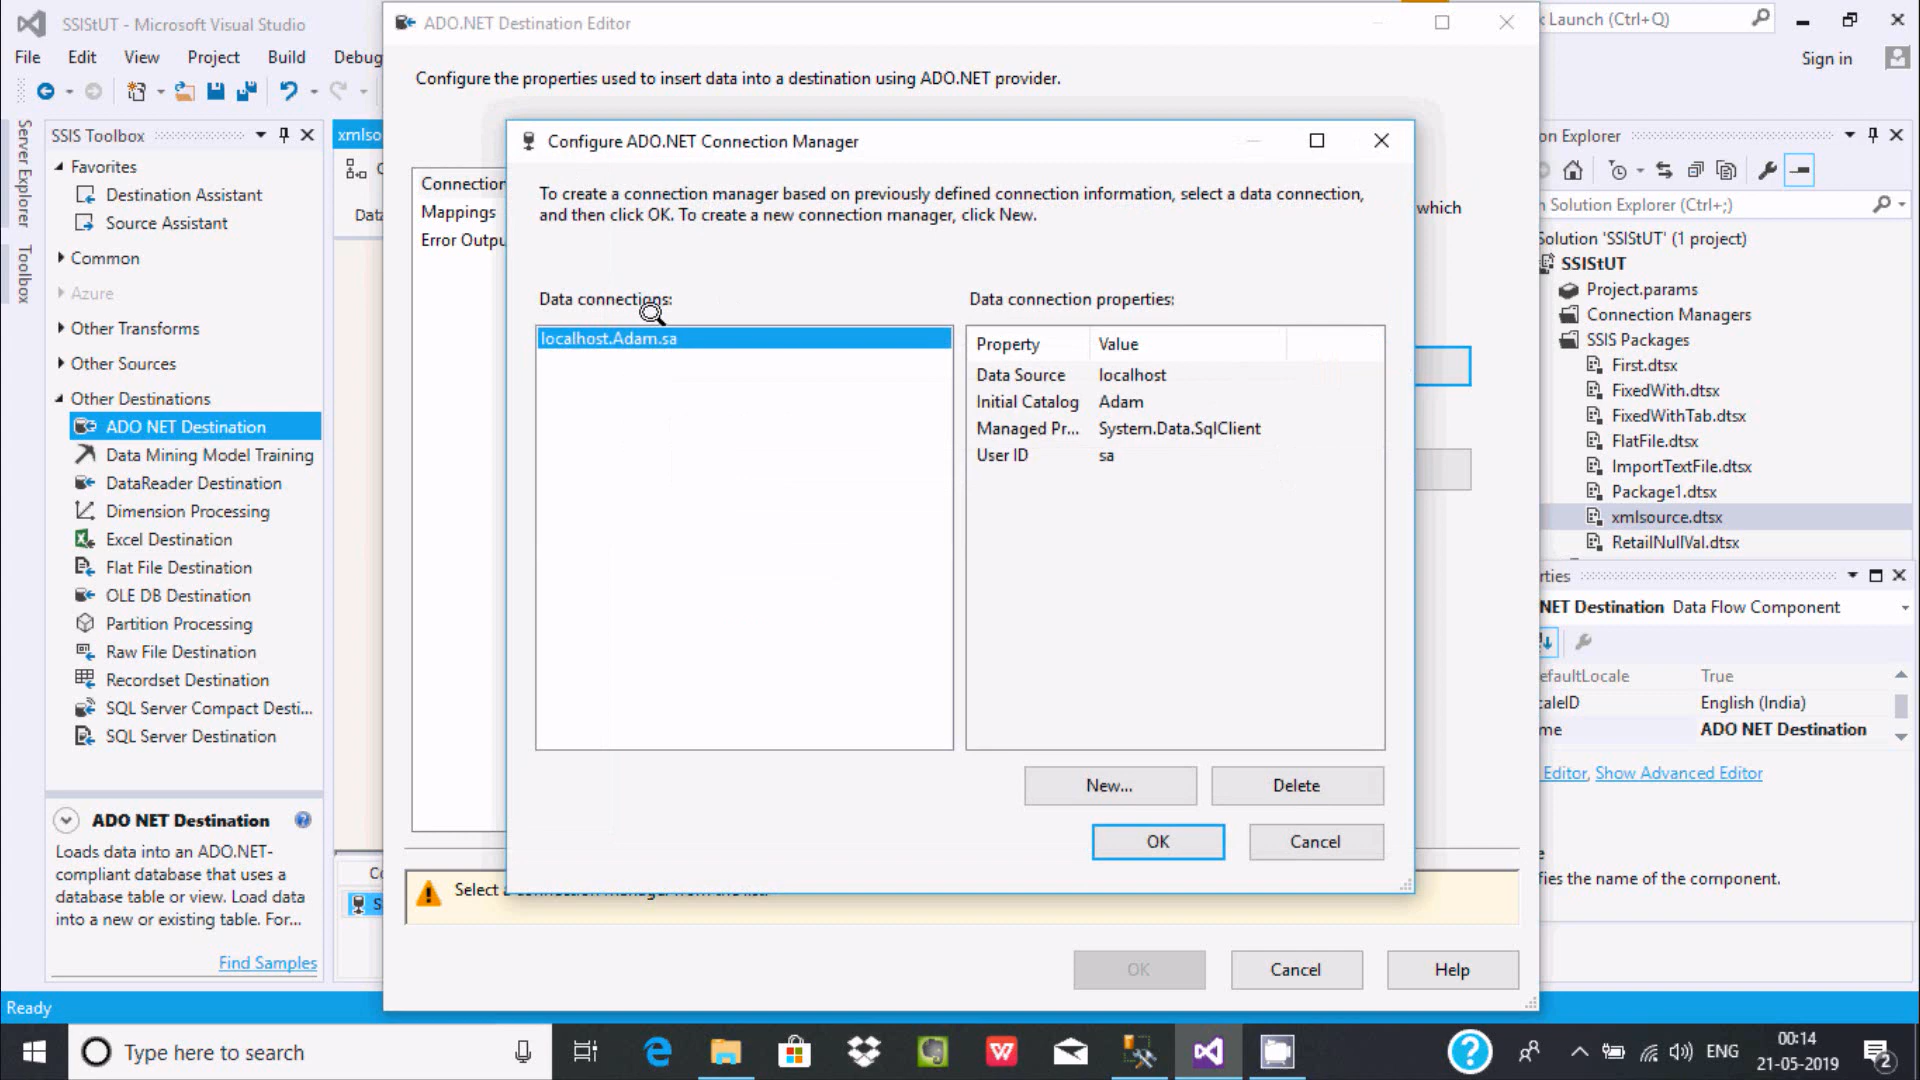 SSIStUT - Microsoft Visual Studio
ADO.NET Destination Editor
Launch (Ctrl+Q)
File Edit View Project Build Debug
Sign in
Configure the properties used to insert data into a destination using ADO.NET provider.
Server Explorer
Toolbox
SSIS Toolbox
Favorites
Destination Assistant
Source Assistant
Common
Azure
Other Transforms
Other Sources
Other Destinations
ADO NET Destination
Data Mining Model Training
DataReader Destination
Dimension Processing
Excel Destination
Flat File Destination
OLE DB Destination
Partition Processing
Raw File Destination
Recordset Destination
SQL Server Compact Desti...
SQL Server Destination
ADO NET Destination
Loads data into an ADO.NET-
compliant database that uses a
database table or view. Load data
into a new or existing table. For...
Find Samples
xmlso
Connection
Mappings
Error Outpu
which
Configure ADO.NET Connection Manager
To create a connection manager based on previously defined connection information, select a data connection,
and then click OK. To create a new connection manager, click New.
Data connections:
localhost.Adam.sa
Data connection properties:
Property Value
Data Source localhost
Initial Catalog Adam
Managed Pr... System.Data.SqlClient
User ID sa
New... Delete
OK Cancel
Select
OK Cancel Help
on Explorer
Solution Explorer (Ctrl+;)
Solution 'SSIStUT' (1 project)
SSIStUT
Project.params
Connection Managers
SSIS Packages
First.dtsx
FixedWith.dtsx
FixedWithTab.dtsx
FlatFile.dtsx
ImportTextFile.dtsx
Package1.dtsx
xmlsource.dtsx
RetailNullVal.dtsx
rties
NET Destination Data Flow Component
efaultLocale True
caleID English (India)
me ADO NET Destination
Editor, Show Advanced Editor
e
fies the name of the component.
Ready
Type here to search
ENG
00:14
21-05-2019
2